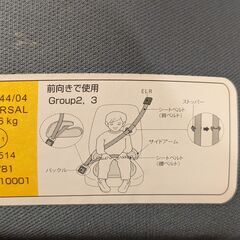 44/04
ERSAL
6 kg
514
781
10001
前向きで使用
Group2, 3
ELR
シートベルト
(肩ベルト)
ストッパー
サイドアーム
シートベルト
(腰ベルト)
バックル